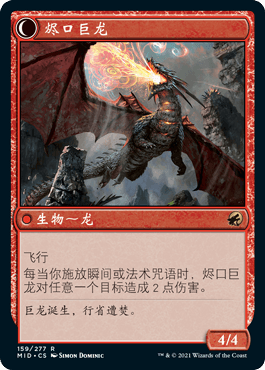 烬口巨龙
生物～龙
飞行
每当你施放瞬间或法术咒语时，烬口巨
龙对任意一个目标造成2点伤害。
巨龙诞生，行省遭焚。
159/277 R
MID • CS SIMON DOMINIC
4/4
™ & © 2021 Wizards of the Coast